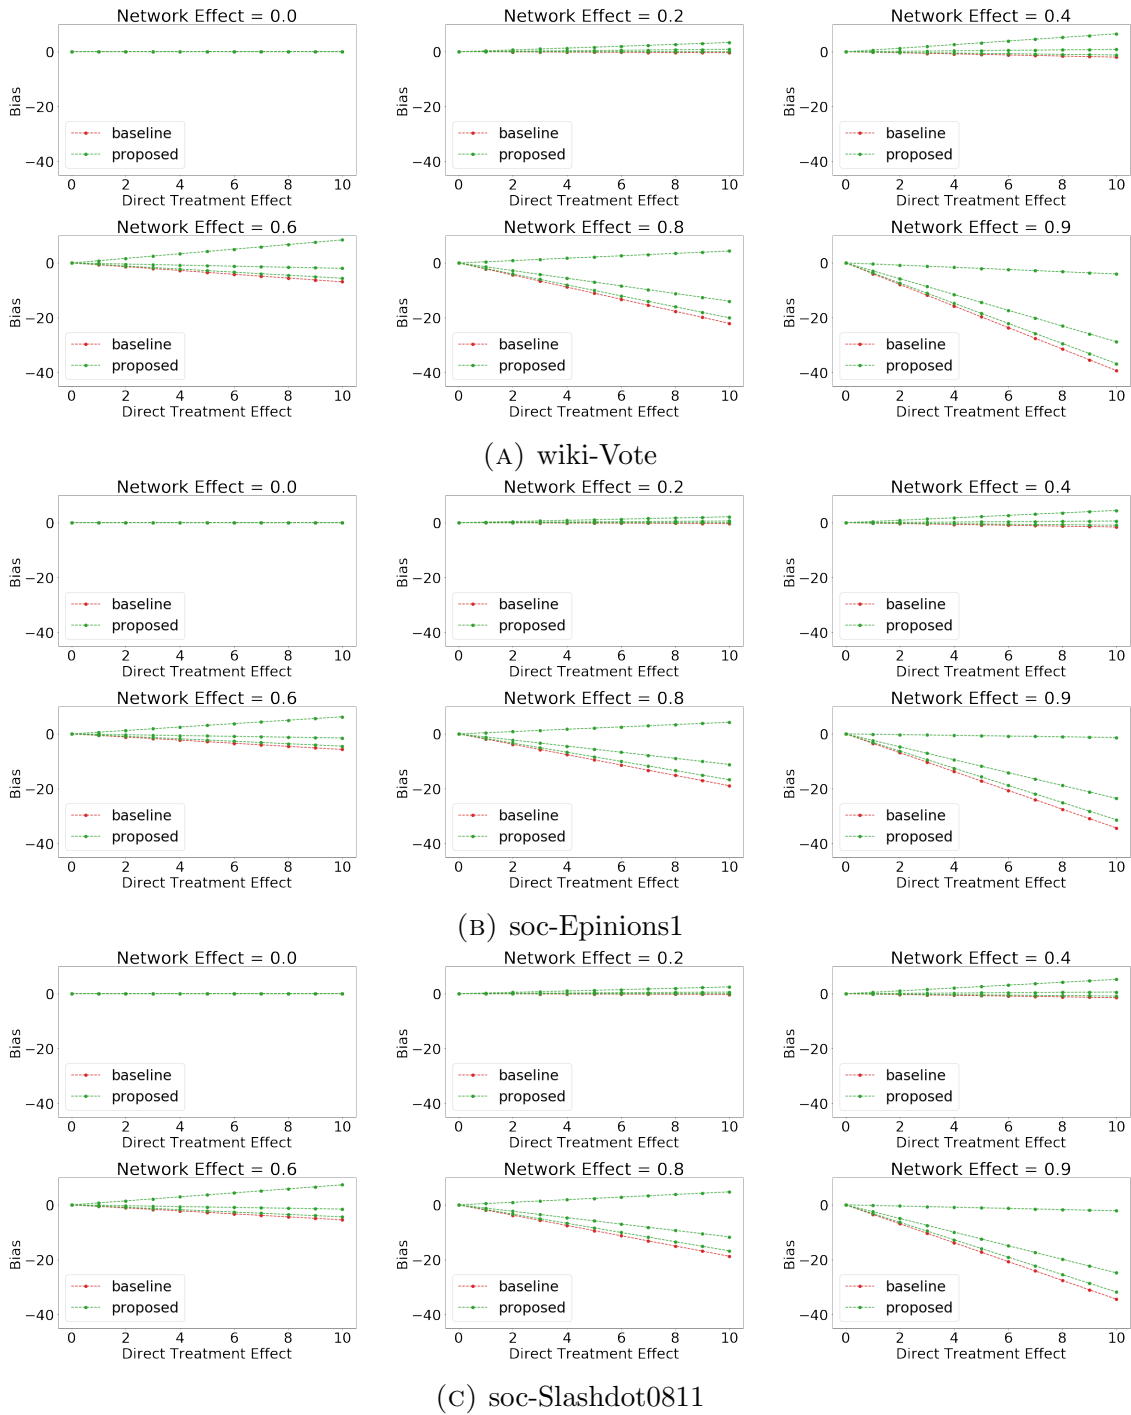 Network Effect = 0.0 Network Effect = 0.2 Network Effect = 0.4
0 0 0
Bias Bias Bias
−20 −20 −20
baseline baseline baseline
proposed proposed proposed
−40 −40 −40
0 2 4 6 8 10 0 2 4 6 8 10 0 2 4 6 8 10
Direct Treatment Effect Direct Treatment Effect Direct Treatment Effect
Network Effect = 0.6 Network Effect = 0.8 Network Effect = 0.9
0 0 0
Bias Bias Bias
−20 −20 −20
baseline baseline baseline
proposed proposed proposed
−40 −40 −40
0 2 4 6 8 10 0 2 4 6 8 10 0 2 4 6 8 10
Direct Treatment Effect Direct Treatment Effect Direct Treatment Effect
(A) wiki-Vote
Network Effect = 0.0 Network Effect = 0.2 Network Effect = 0.4
0 0 0
Bias Bias Bias
−20 −20 −20
baseline baseline baseline
proposed proposed proposed
−40 −40 −40
0 2 4 6 8 10 0 2 4 6 8 10 0 2 4 6 8 10
Direct Treatment Effect Direct Treatment Effect Direct Treatment Effect
Network Effect = 0.6 Network Effect = 0.8 Network Effect = 0.9
0 0 0
Bias Bias Bias
−20 −20 −20
baseline baseline baseline
proposed proposed proposed
−40 −40 −40
0 2 4 6 8 10 0 2 4 6 8 10 0 2 4 6 8 10
Direct Treatment Effect Direct Treatment Effect Direct Treatment Effect
(B) soc-Epinions1
Network Effect = 0.0 Network Effect = 0.2 Network Effect = 0.4
0 0 0
Bias Bias Bias
−20 −20 −20
baseline baseline baseline
proposed proposed proposed
−40 −40 −40
0 2 4 6 8 10 0 2 4 6 8 10 0 2 4 6 8 10
Direct Treatment Effect Direct Treatment Effect Direct Treatment Effect
Network Effect = 0.6 Network Effect = 0.8 Network Effect = 0.9
0 0 0
Bias Bias Bias
−20 −20 −20
baseline baseline baseline
proposed proposed proposed
−40 −40 −40
0 2 4 6 8 10 0 2 4 6 8 10 0 2 4 6 8 10
Direct Treatment Effect Direct Treatment Effect Direct Treatment Effect
(C) soc-Slashdot0811